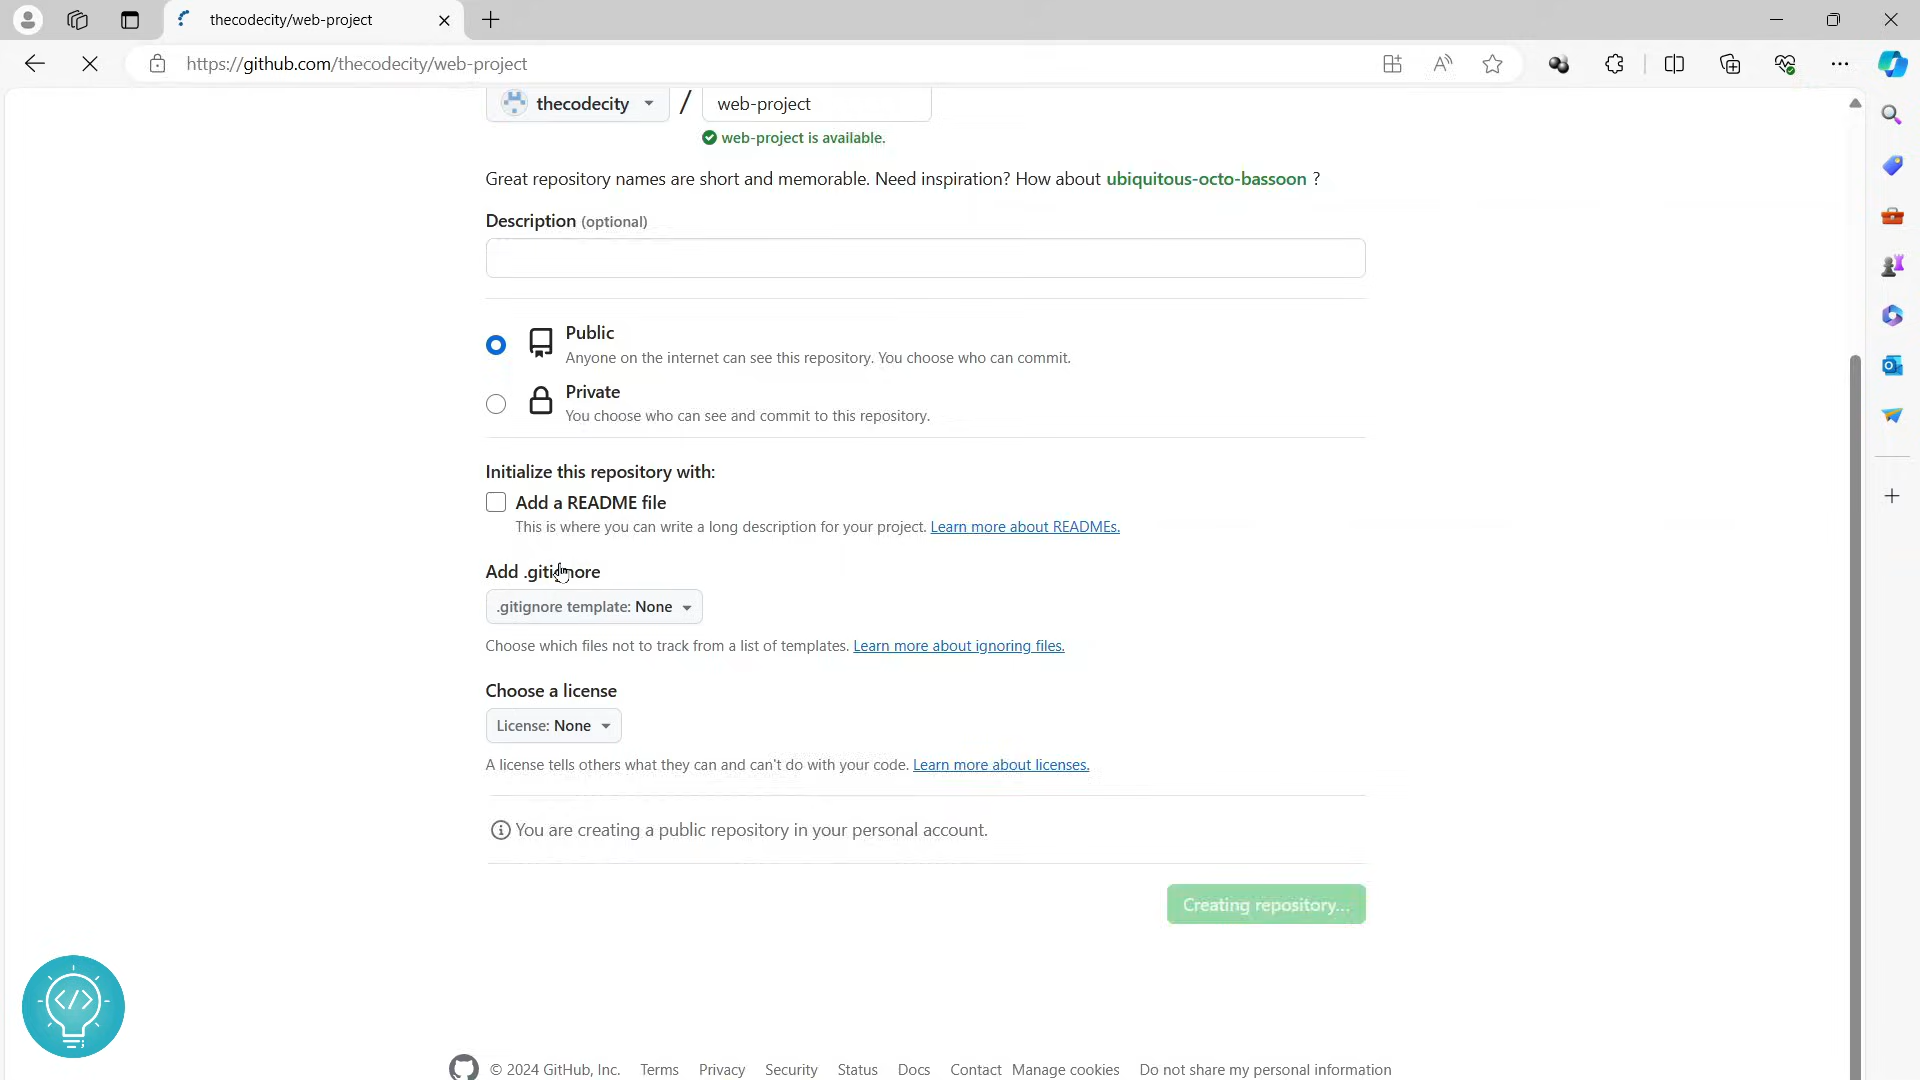 thecodecity/web-project
https://github.com/thecodecity/web-project
thecodecity / web-project
web-project is available.
Great repository names are short and memorable. Need inspiration? How about ubiquitous-octo-bassoon ?
Description (optional)
Public
Anyone on the internet can see this repository. You choose who can commit.
Private
You choose who can see and commit to this repository.
Initialize this repository with:
Add a README file
This is where you can write a long description for your project. Learn more about READMEs.
Add .gitignore
.gitignore template: None
Choose which files not to track from a list of templates. Learn more about ignoring files.
Choose a license
License: None
A license tells others what they can and can't do with your code. Learn more about licenses.
You are creating a public repository in your personal account.
Creating repository...
</>
© 2024 GitHub, Inc. Terms Privacy Security Status Docs Contact Manage cookies Do not share my personal information